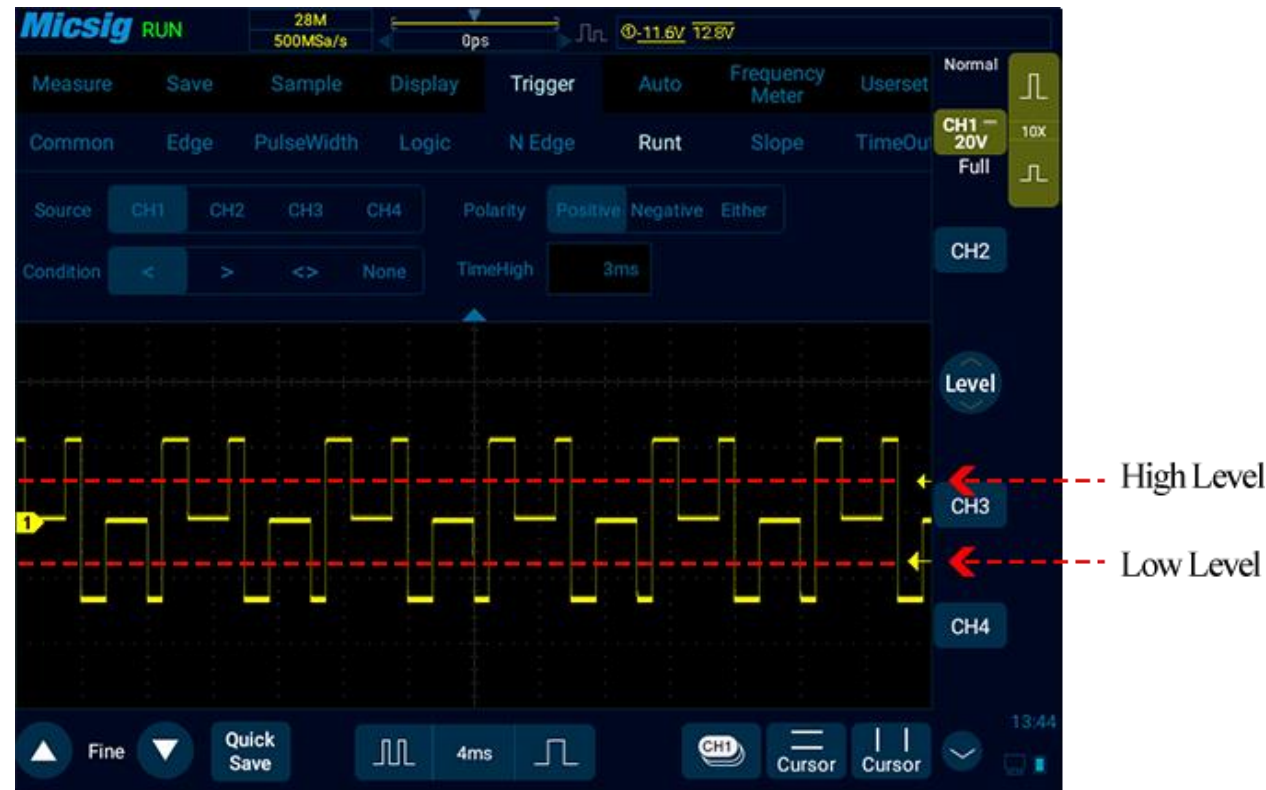 Micsig RUN 28M 0ps ①-11.6V 12.8V
500MSa/s
Measure Save Sample Display Trigger Auto Frequency Meter Userset Normal
Common Edge PulseWidth Logic N Edge Runt Slope TimeOu CH1 20V 10X
Full
Source CH1 CH2 CH3 CH4 Polarity Positive Negative Either
CH2
Condition < > <> None TimeHigh 3ms
Level
High Level
CH3
1
Low Level
CH4
13:44
Fine Quick Save 4ms CH1 Cursor Cursor